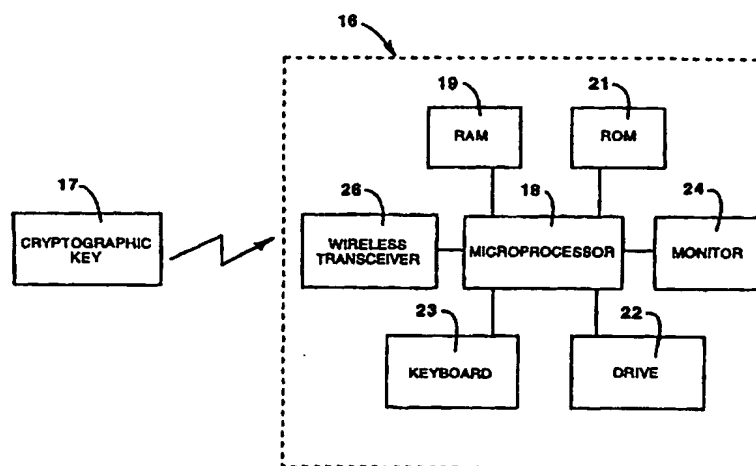 16
19
21
RAM
ROM
17
26
18
24
CRYPTOGRAPHIC
KEY
WIRELESS
TRANSCEIVER
MICROPROCESSOR
MONITOR
23
22
KEYBOARD
DRIVE